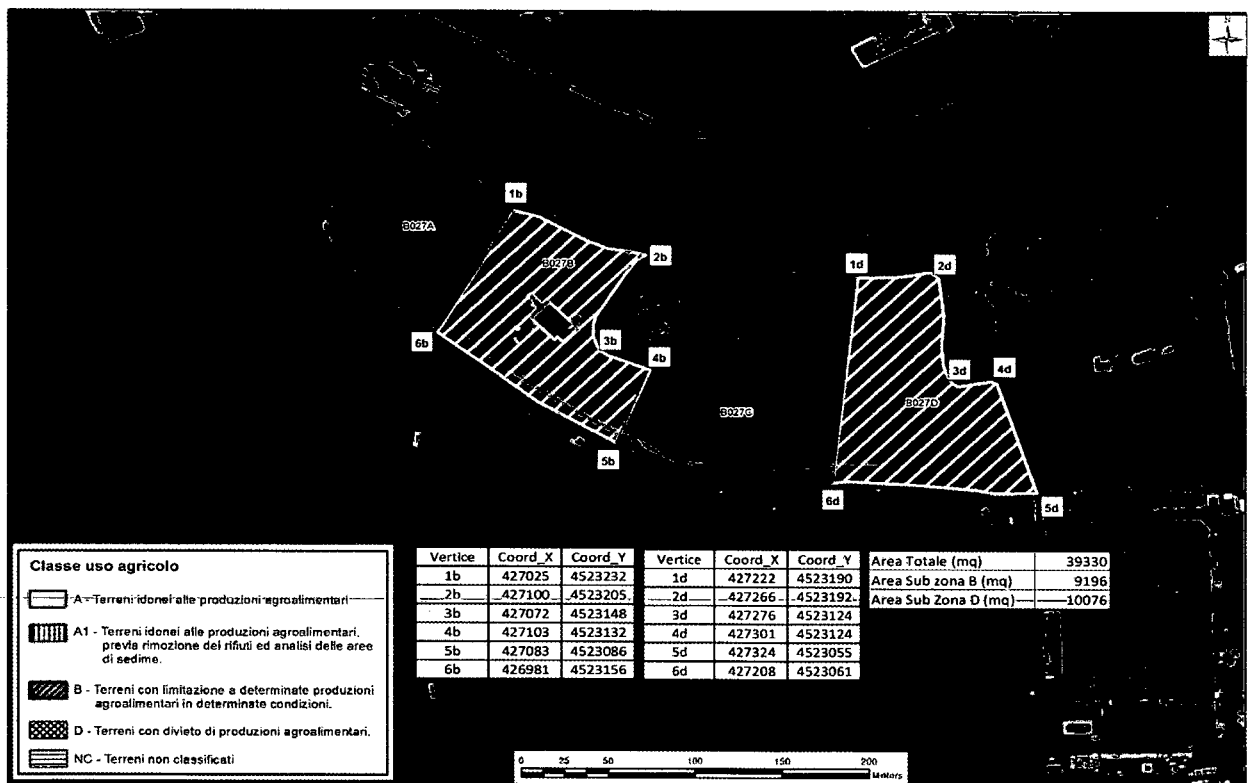 N
1b
B027A
B027B
2b
1d
2d
6b
3b
4b
3d
4d
B027D
B027C
5b
6d
5d
Classe uso agricolo
A - Terreni idonei alle produzioni agroalimentari
A1 - Terreni idonei alle produzioni agroalimentari,
previa rimozione dei rifiuti ed analisi delle aree
di sedime.
B - Terreni con limitazione a determinate produzioni
agroalimentari in determinate condizioni.
D - Terreni con divieto di produzioni agroalimentari.
NC - Terreni non classificati
Vertice Coord_X Coord_Y
1b 427025 4523232
2b 427100 4523205
3b 427072 4523148
4b 427103 4523132
5b 427083 4523086
6b 426981 4523156
Vertice Coord_X Coord_Y
1d 427222 4523190
2d 427266 4523192
3d 427276 4523124
4d 427301 4523124
5d 427324 4523055
6d 427208 4523061
Area Totale (mq) 39330
Area Sub zona B (mq) 9196
Area Sub Zona D (mq) 10076
0 25 50 100 150 200
Meters